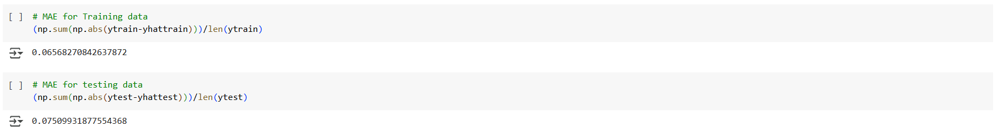 [ ] # MAE for Training data
(np.sum(np.abs(ytrain-yhattrain)))/len(ytrain)
0.06568270842637872
[ ] # MAE for testing data
(np.sum(np.abs(ytest-yhattest)))/len(ytest)
0.07509931877554368